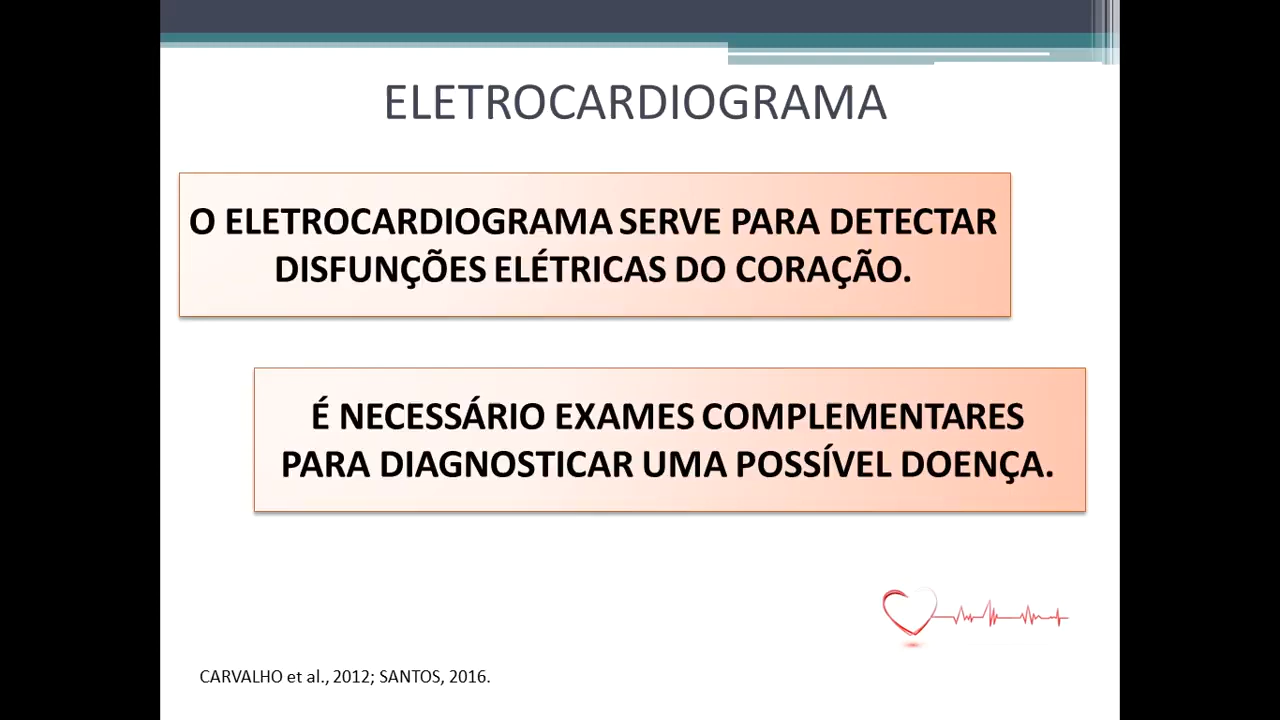 ELETROCARDIOGRAMA
O ELETROCARDIOGRAMA SERVE PARA DETECTAR
DISFUNÇÕES ELÉTRICAS DO CORAÇÃO.
É NECESSÁRIO EXAMES COMPLEMENTARES
PARA DIAGNOSTICAR UMA POSSÍVEL DOENÇA.
CARVALHO et al., 2012; SANTOS, 2016.